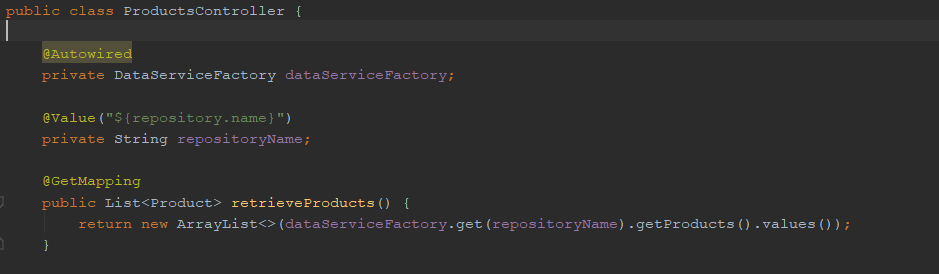 public class ProductsController {
@Autowired
private DataServiceFactory dataServiceFactory;
@Value("${repository.name}")
private String repositoryName;
@GetMapping
public List<Product> retrieveProducts() {
return new ArrayList<>(dataServiceFactory.get(repositoryName).getProducts().values());
}